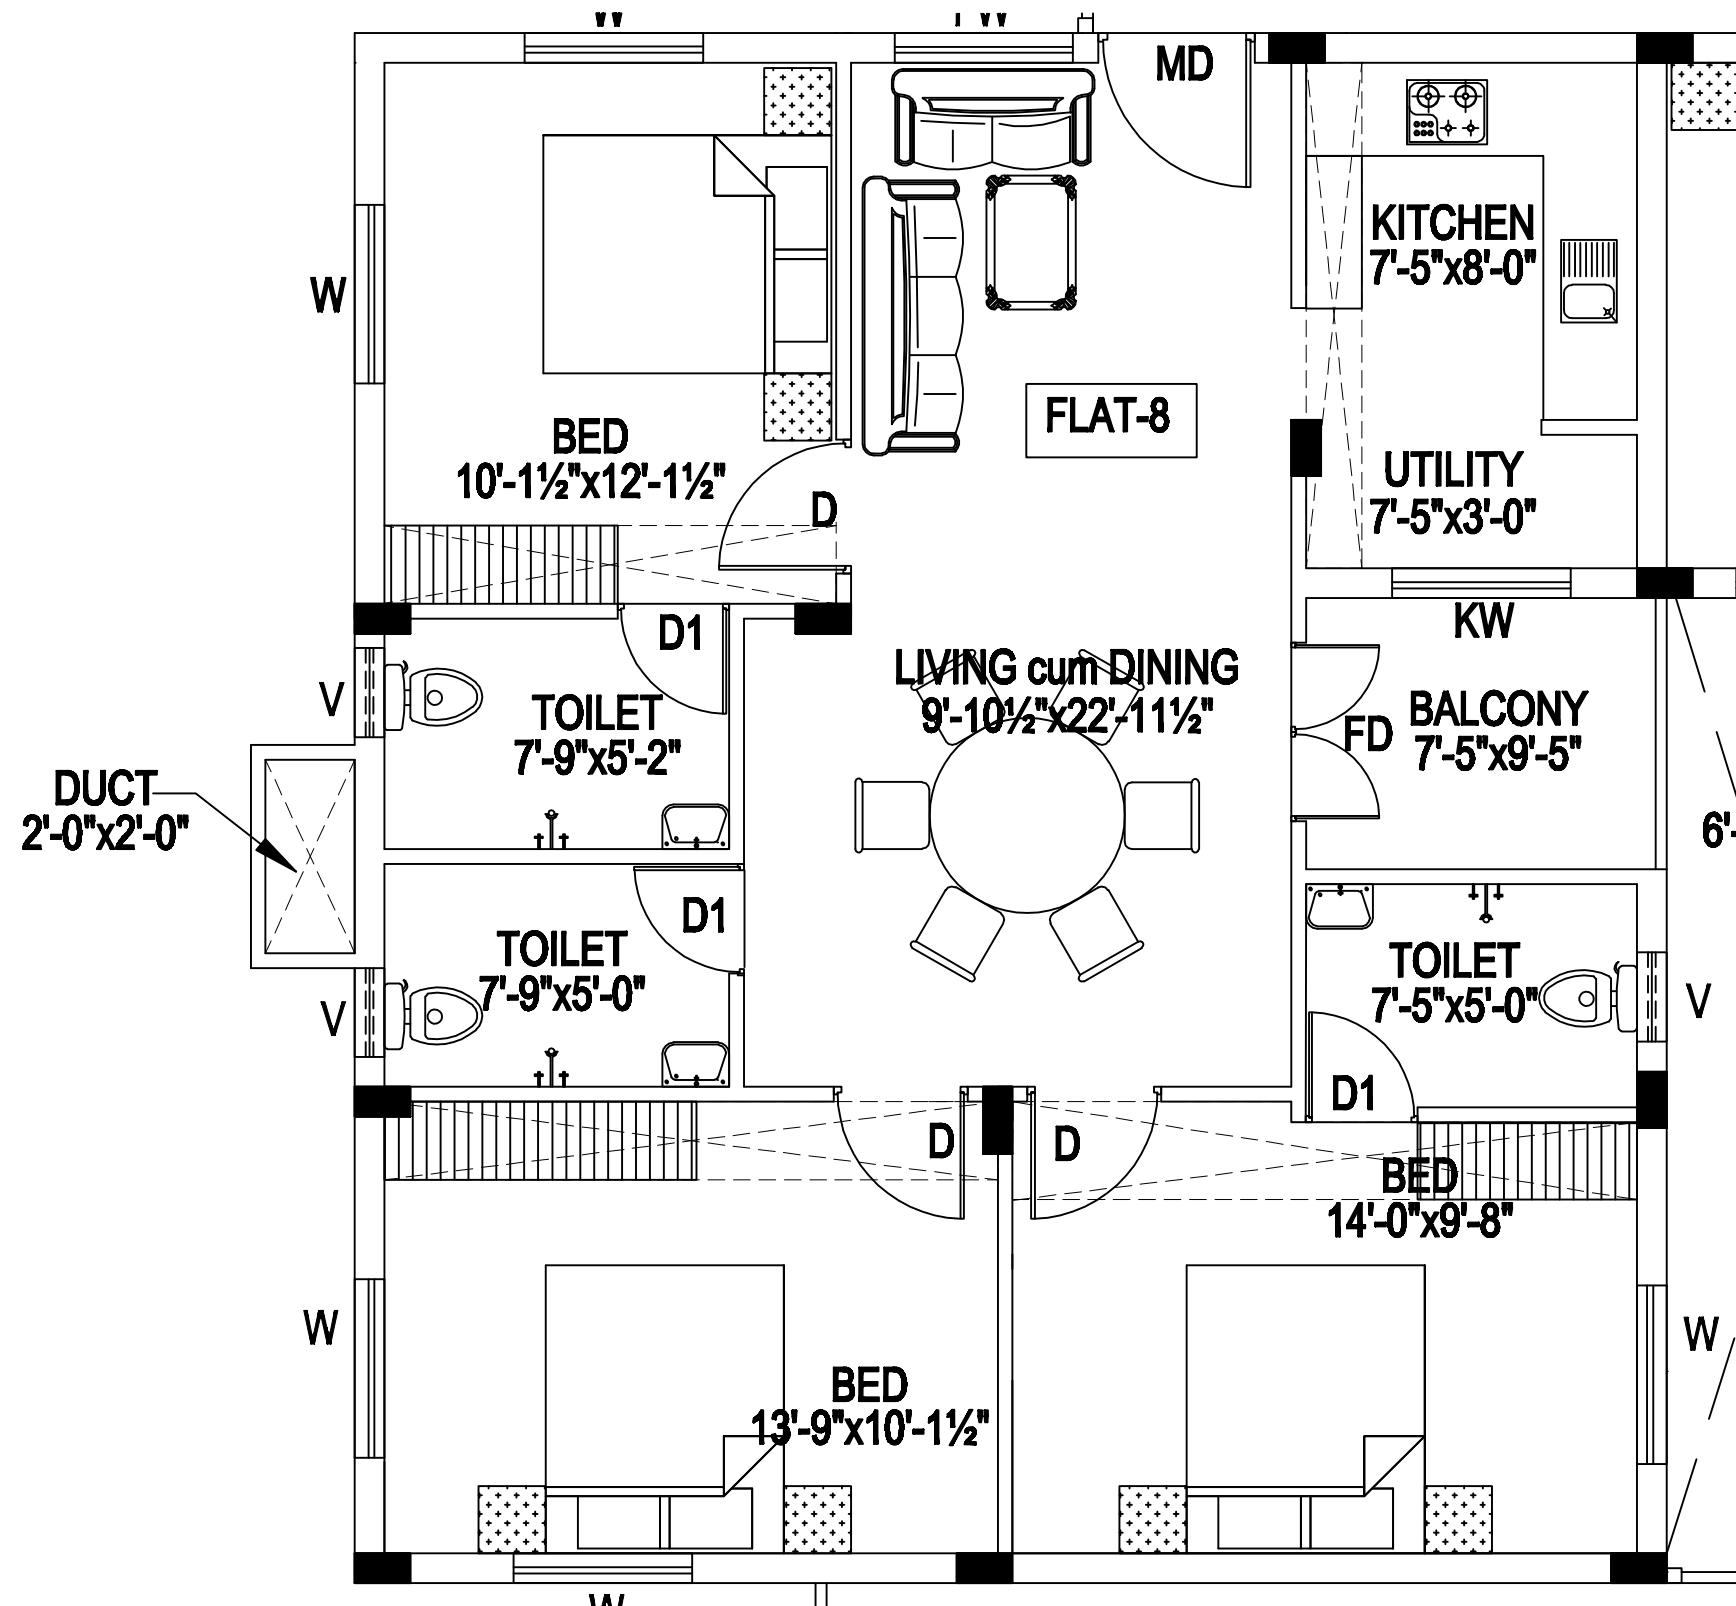 MD
W
KITCHEN
7'-5"x8'-0"
FLAT-8
BED
10'-1½"x12'-1½"
D
UTILITY
7'-5"x3'-0"
KW
D1
V
TOILET
7'-9"x5'-2"
LIVING cum DINING
9'-10½"x22'-11½"
FD
BALCONY
7'-5"x9'-5"
DUCT
2'-0"x2'-0"
D1
TOILET
7'-9"x5'-0"
V
TOILET
7'-5"x5'-0"
V
D1
D
D
BED
14'-0"x9'-8"
W
W
BED
13'-9"x10'-1½"